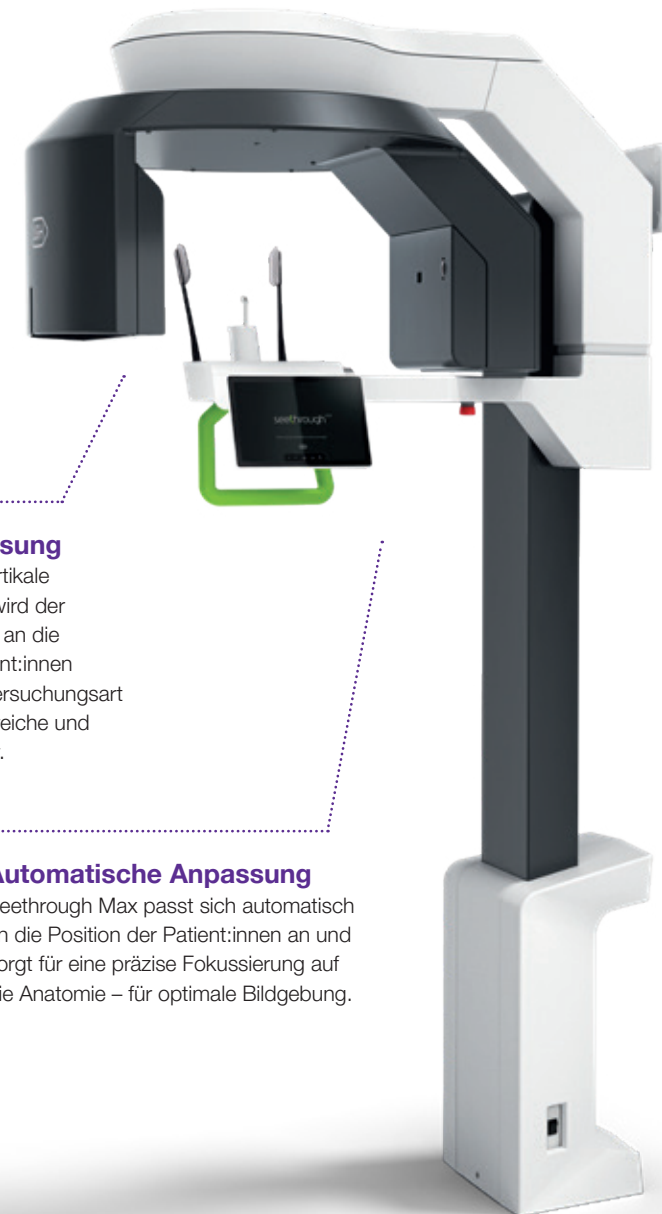 seethrough
sung
rtikale
wird der
an die
nt:innen
ersuchungsart
eiche und
Automatische Anpassung
eethrough Max passt sich automatisch
n die Position der Patient:innen an und
orgt für eine präzise Fokussierung auf
ie Anatomie – für optimale Bildgebung.